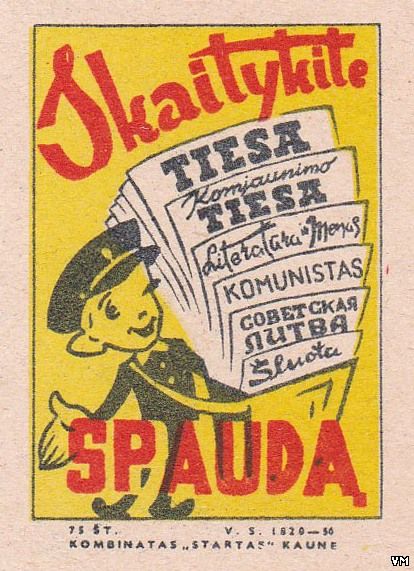 Skaitykite
TIESA
Komjaunimo
TIESA
Literatūra ir Menas
KOMUNISTAS
СОВЕТСКАЯ
ЛИТВА
Šluota
SPAUDĄ
75 ŠT. V. S. 1820—50
KOMBINATAS „STARTAS“ KAUNE
VM